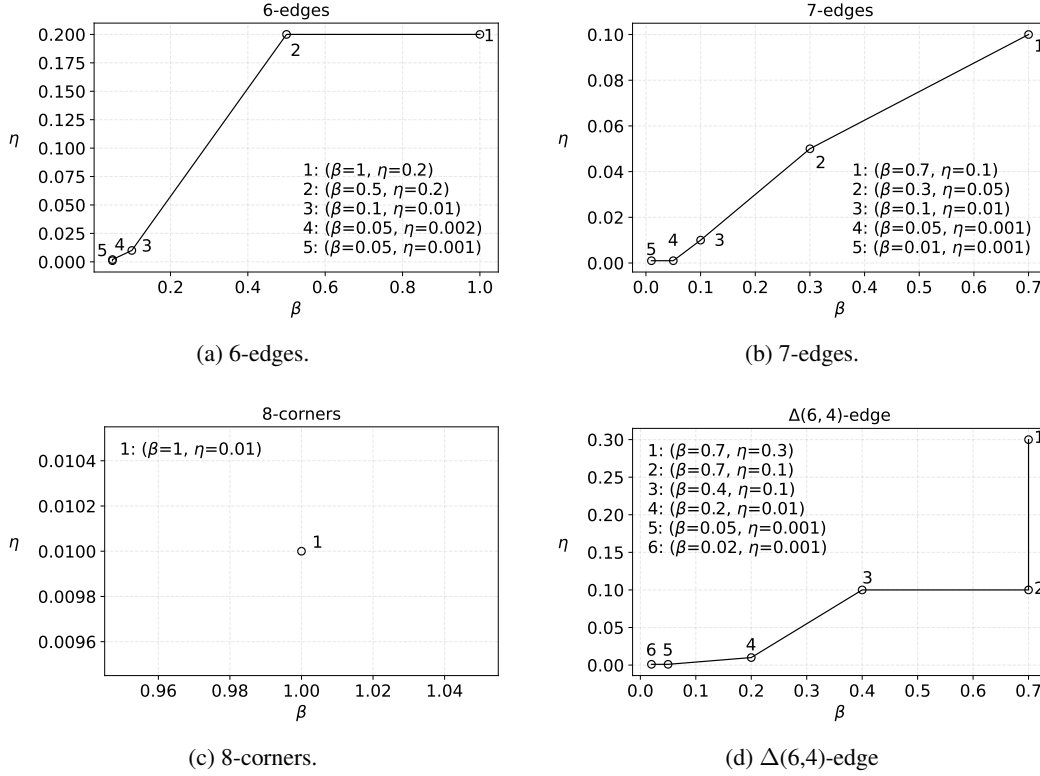 6-edges
0.200
0.175
0.150
0.125
0.100
0.075
0.050
0.025
0.000
η
0.2 0.4 0.6 0.8 1.0
β
1
2
3
4
5
1: (β=1, η=0.2)
2: (β=0.5, η=0.2)
3: (β=0.1, η=0.01)
4: (β=0.05, η=0.002)
5: (β=0.05, η=0.001)
(a) 6-edges.
7-edges
0.10
0.08
0.06
0.04
0.02
0.00
η
0.0 0.1 0.2 0.3 0.4 0.5 0.6 0.7
β
1
2
3
4
5
1: (β=0.7, η=0.1)
2: (β=0.3, η=0.05)
3: (β=0.1, η=0.01)
4: (β=0.05, η=0.001)
5: (β=0.01, η=0.001)
(b) 7-edges.
8-corners
0.0104
0.0102
0.0100
0.0098
0.0096
η
0.96 0.98 1.00 1.02 1.04
β
1
1: (β=1, η=0.01)
(c) 8-corners.
Δ(6, 4)-edge
0.30
0.25
0.20
0.15
0.10
0.05
0.00
η
0.0 0.1 0.2 0.3 0.4 0.5 0.6 0.7
β
1
2
3
4
5
6
1: (β=0.7, η=0.3)
2: (β=0.7, η=0.1)
3: (β=0.4, η=0.1)
4: (β=0.2, η=0.01)
5: (β=0.05, η=0.001)
6: (β=0.02, η=0.001)
(d) Δ(6,4)-edge